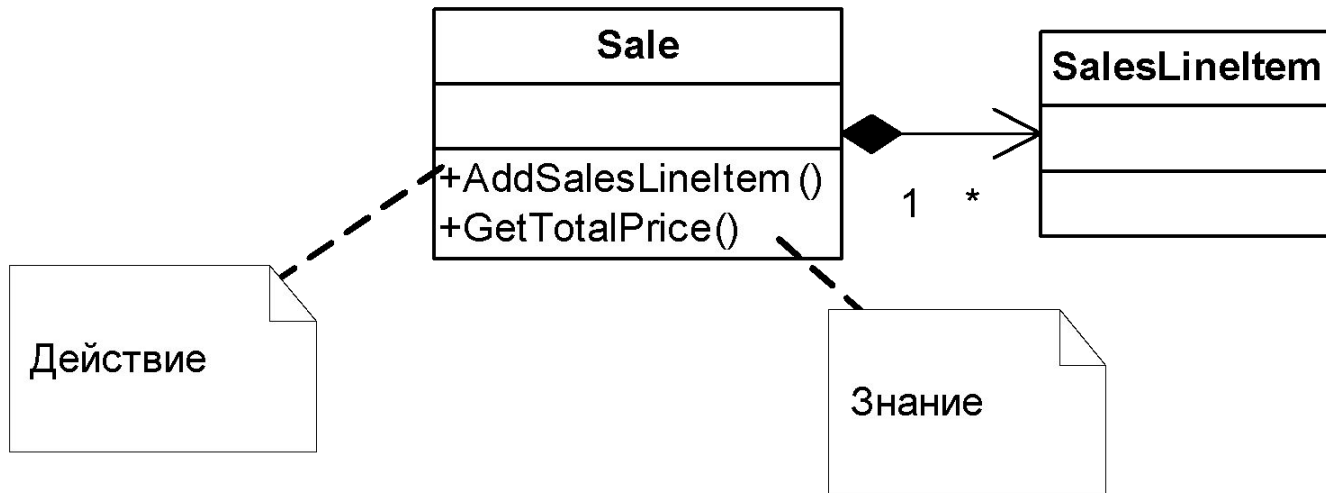 Sale
SalesLineItem
+AddSalesLineItem()
+GetTotalPrice()
1 *
Действие
Знание